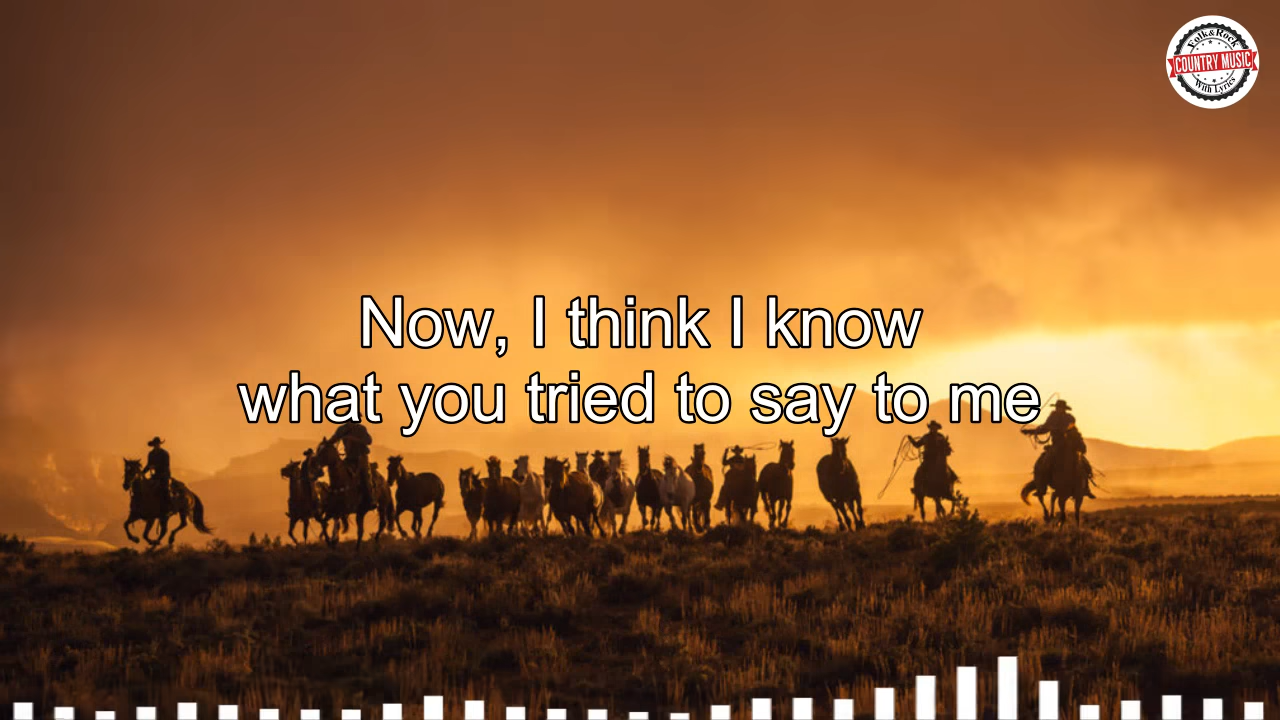 Folk&Rock
COUNTRY MUSIC
With Lyrics
Now, I think I know
what you tried to say to me